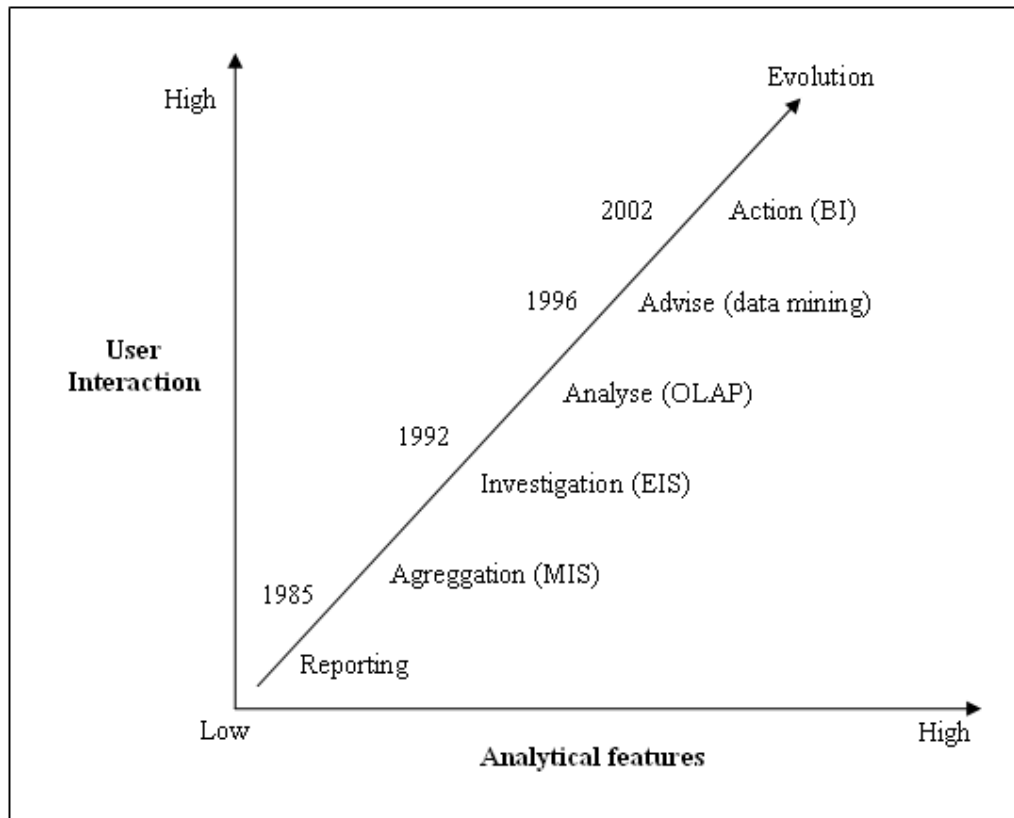 Evolution
High
2002
Action (BI)
1996
Advise (data mining)
User
Interaction
Analyse (OLAP)
1992
Investigation (EIS)
Agreggation (MIS)
1985
Reporting
Low
High
Analytical features